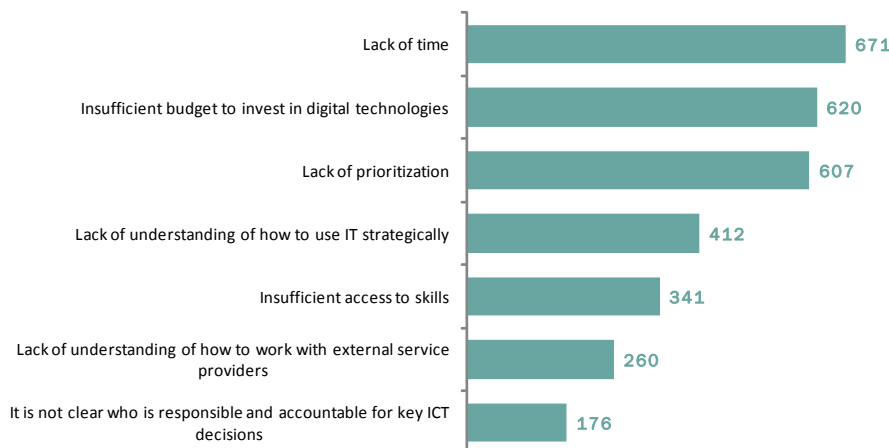 Lack of time
671
Insufficient budget to invest in digital technologies
620
Lack of prioritization
607
Lack of understanding of how to use IT strategically
412
Insufficient access to skills
341
Lack of understanding of how to work with external service
providers
260
It is not clear who is responsible and accountable for key ICT
decisions
176